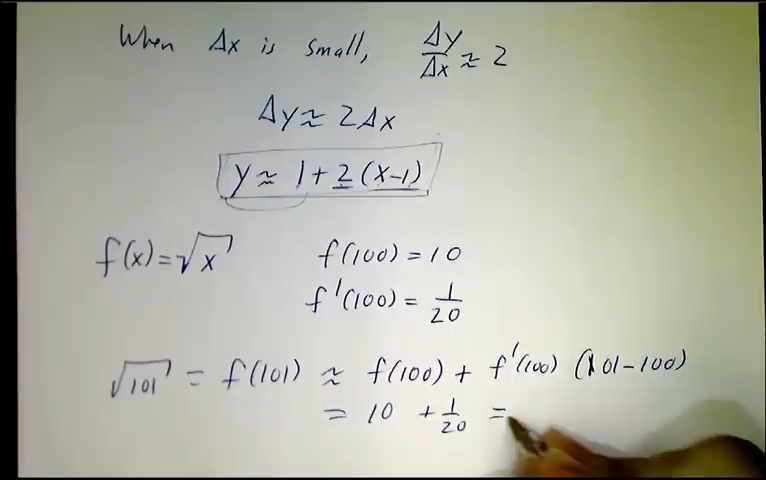 When Δx is small, Δy/Δx ≈ 2
Δy ≈ 2Δx
y ≈ 1 + 2 (x-1)
f(x) = √x f(100) = 10
f'(100) = 1/20
√101 = f(101) ≈ f(100) + f'(100) (101-100)
= 10 + 1/20 =